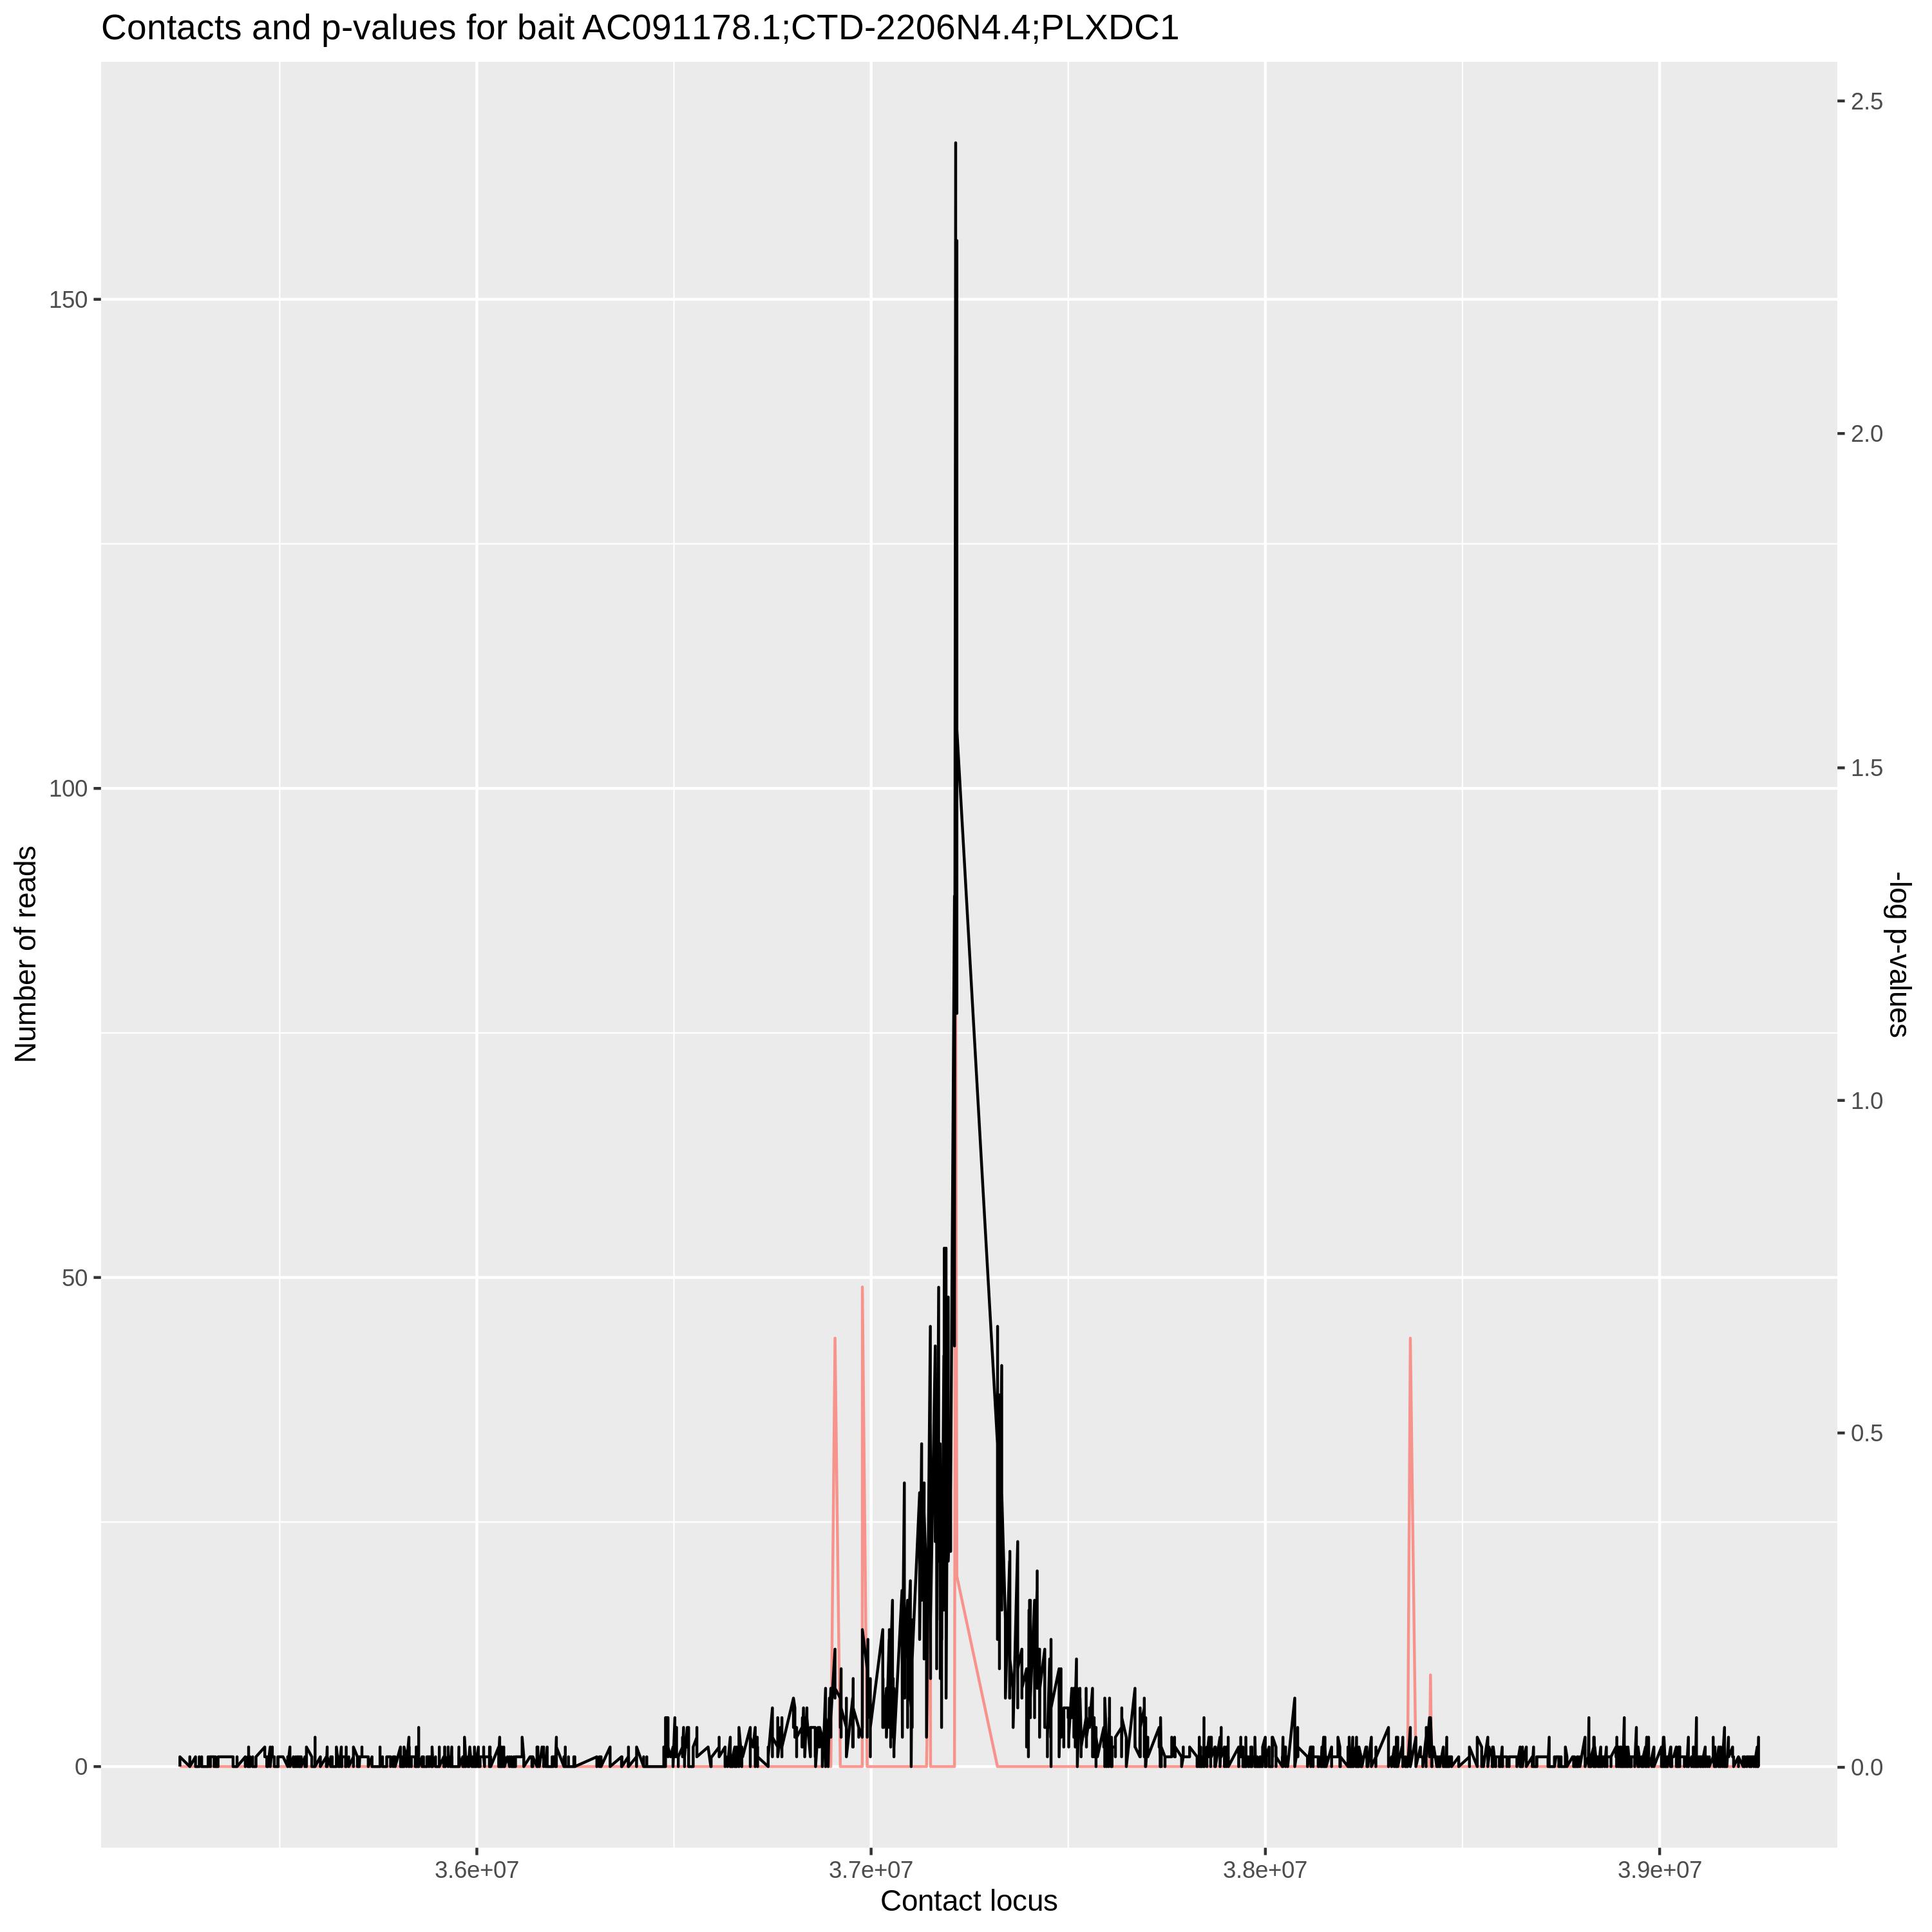 Contacts and p-values for bait AC091178.1;CTD-2206N4.4;PLXDC1
Number of reads
150
100
50
0
2.5
2.0
1.5
1.0
0.5
0.0
-log p-values
3.6e+07 3.7e+07 3.8e+07 3.9e+07
Contact locus